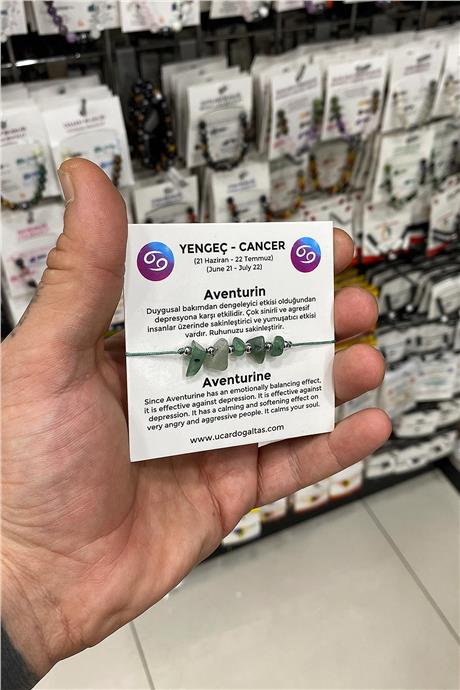 YENGEÇ - CANCER
(21 Haziran - 22 Temmuz)
(June 21 - July 22)
Aventurin
Duygusal bakımdan dengeleyici etkisi olduğundan
depresyona karşı etkilidir. Çok sinirli ve agresif
insanlar üzerinde sakinleştirici ve yumuşatıcı etkisi
vardır. Ruhunuzu sakinleştirir.
Aventurine
Since Aventurine has an emotionally balancing effect,
it is effective against depression. It is effective against
depression. It has a calming and softening effect on
very angry and aggressive people. It calms your soul.
www.ucardogaltas.com